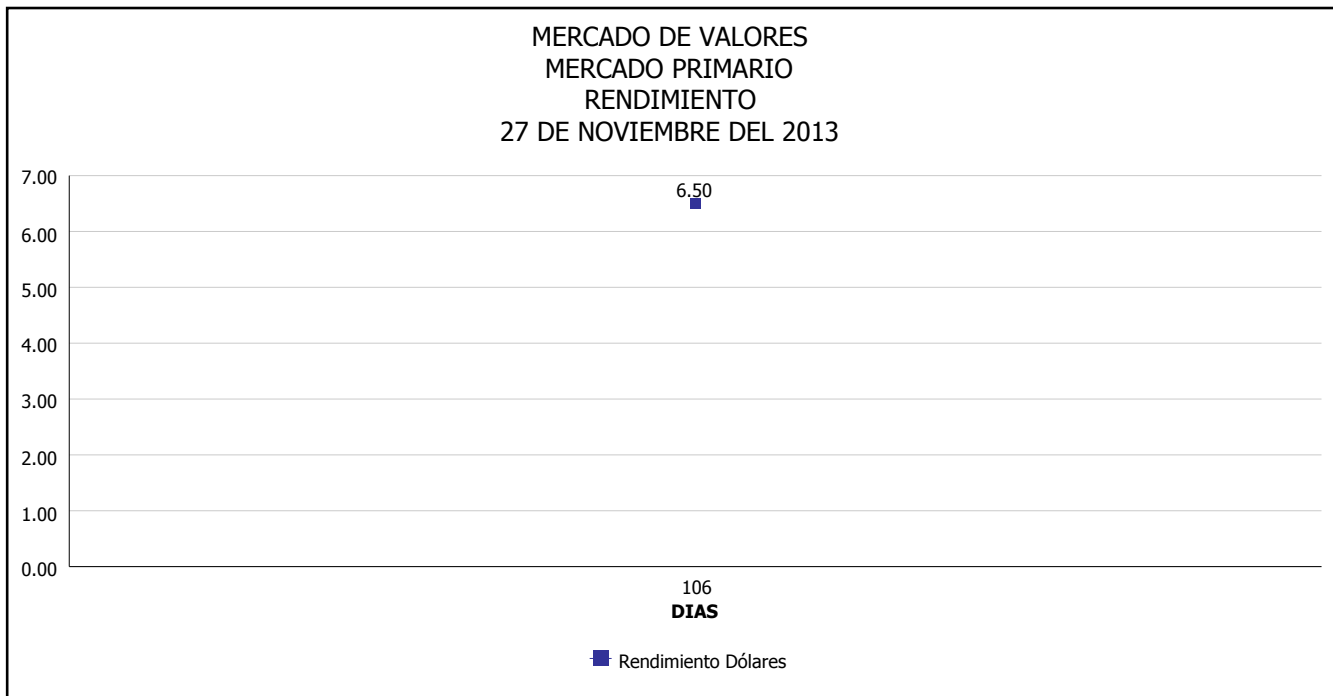 MERCADO DE VALORES
MERCADO PRIMARIO
RENDIMIENTO
27 DE NOVIEMBRE DEL 2013
7.00
6.50
6.00
5.00
4.00
3.00
2.00
1.00
0.00
106
DIAS
Rendimiento Dólares